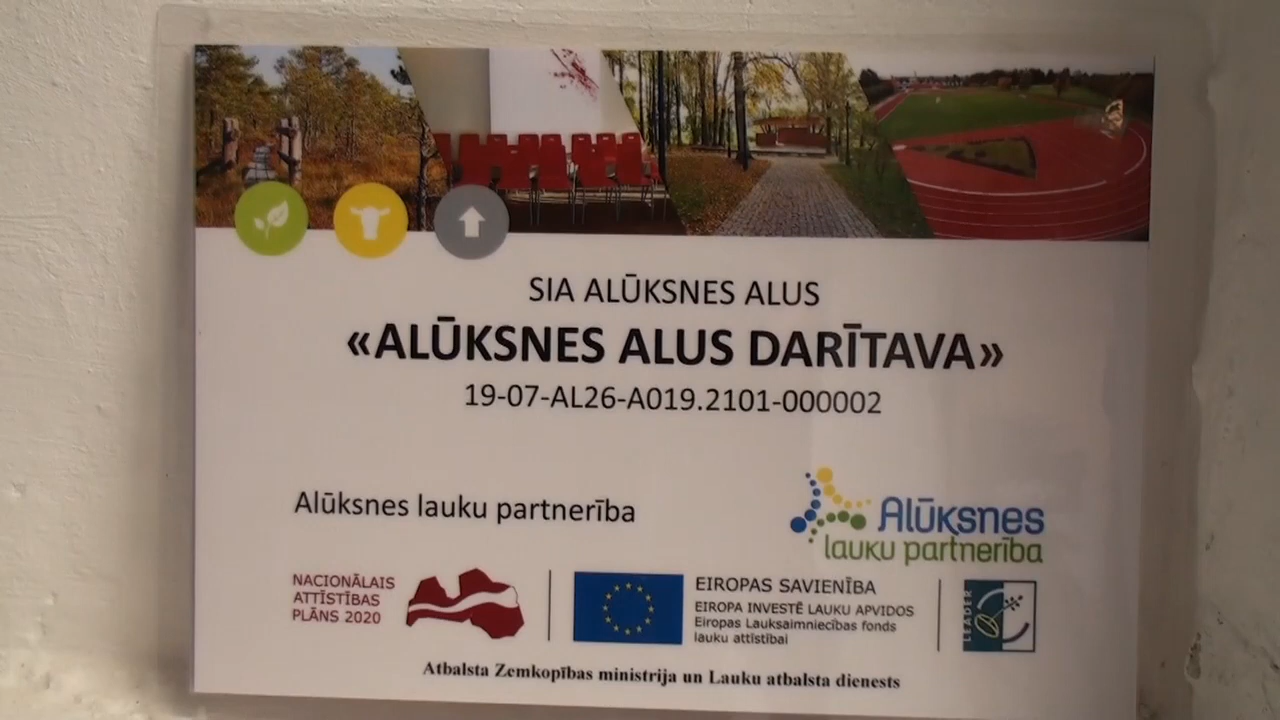 SIA ALŪKSNES ALUS
«ALŪKSNES ALUS DARĪTAVA»
19-07-AL26-A019.2101-000002
Alūksnes lauku partnerība
Alūksnes
lauku partnerība
NACIONĀLAIS
ATTĪSTĪBAS
PLĀNS 2020
EIROPAS SAVIENĪBA
EIROPA INVESTĒ LAUKU APVIDOS
Eiropas Lauksaimniecības fonds
lauku attīstībai
LEADER
Atbalsta Zemkopības ministrija un Lauku atbalsta dienests